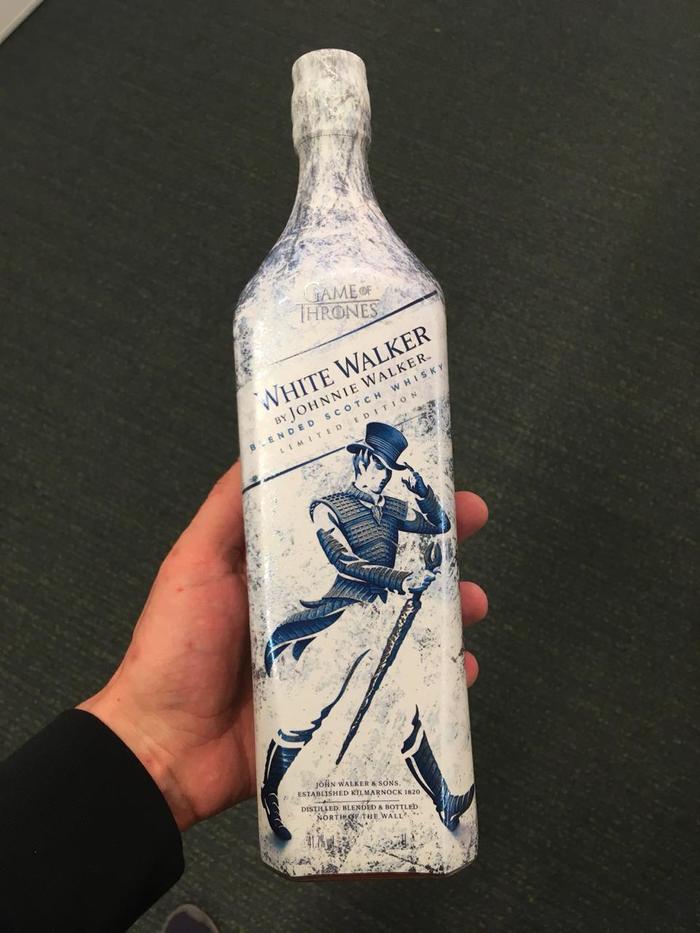 GAME OF
THRONES
WHITE WALKER
BY JOHNNIE WALKER™
BLENDED SCOTCH WHISKY
LIMITED EDITION
JOHN WALKER & SONS,
ESTABLISHED KILMARNOCK 1820
DISTILLED, BLENDED & BOTTLED
NORTH OF THE WALL